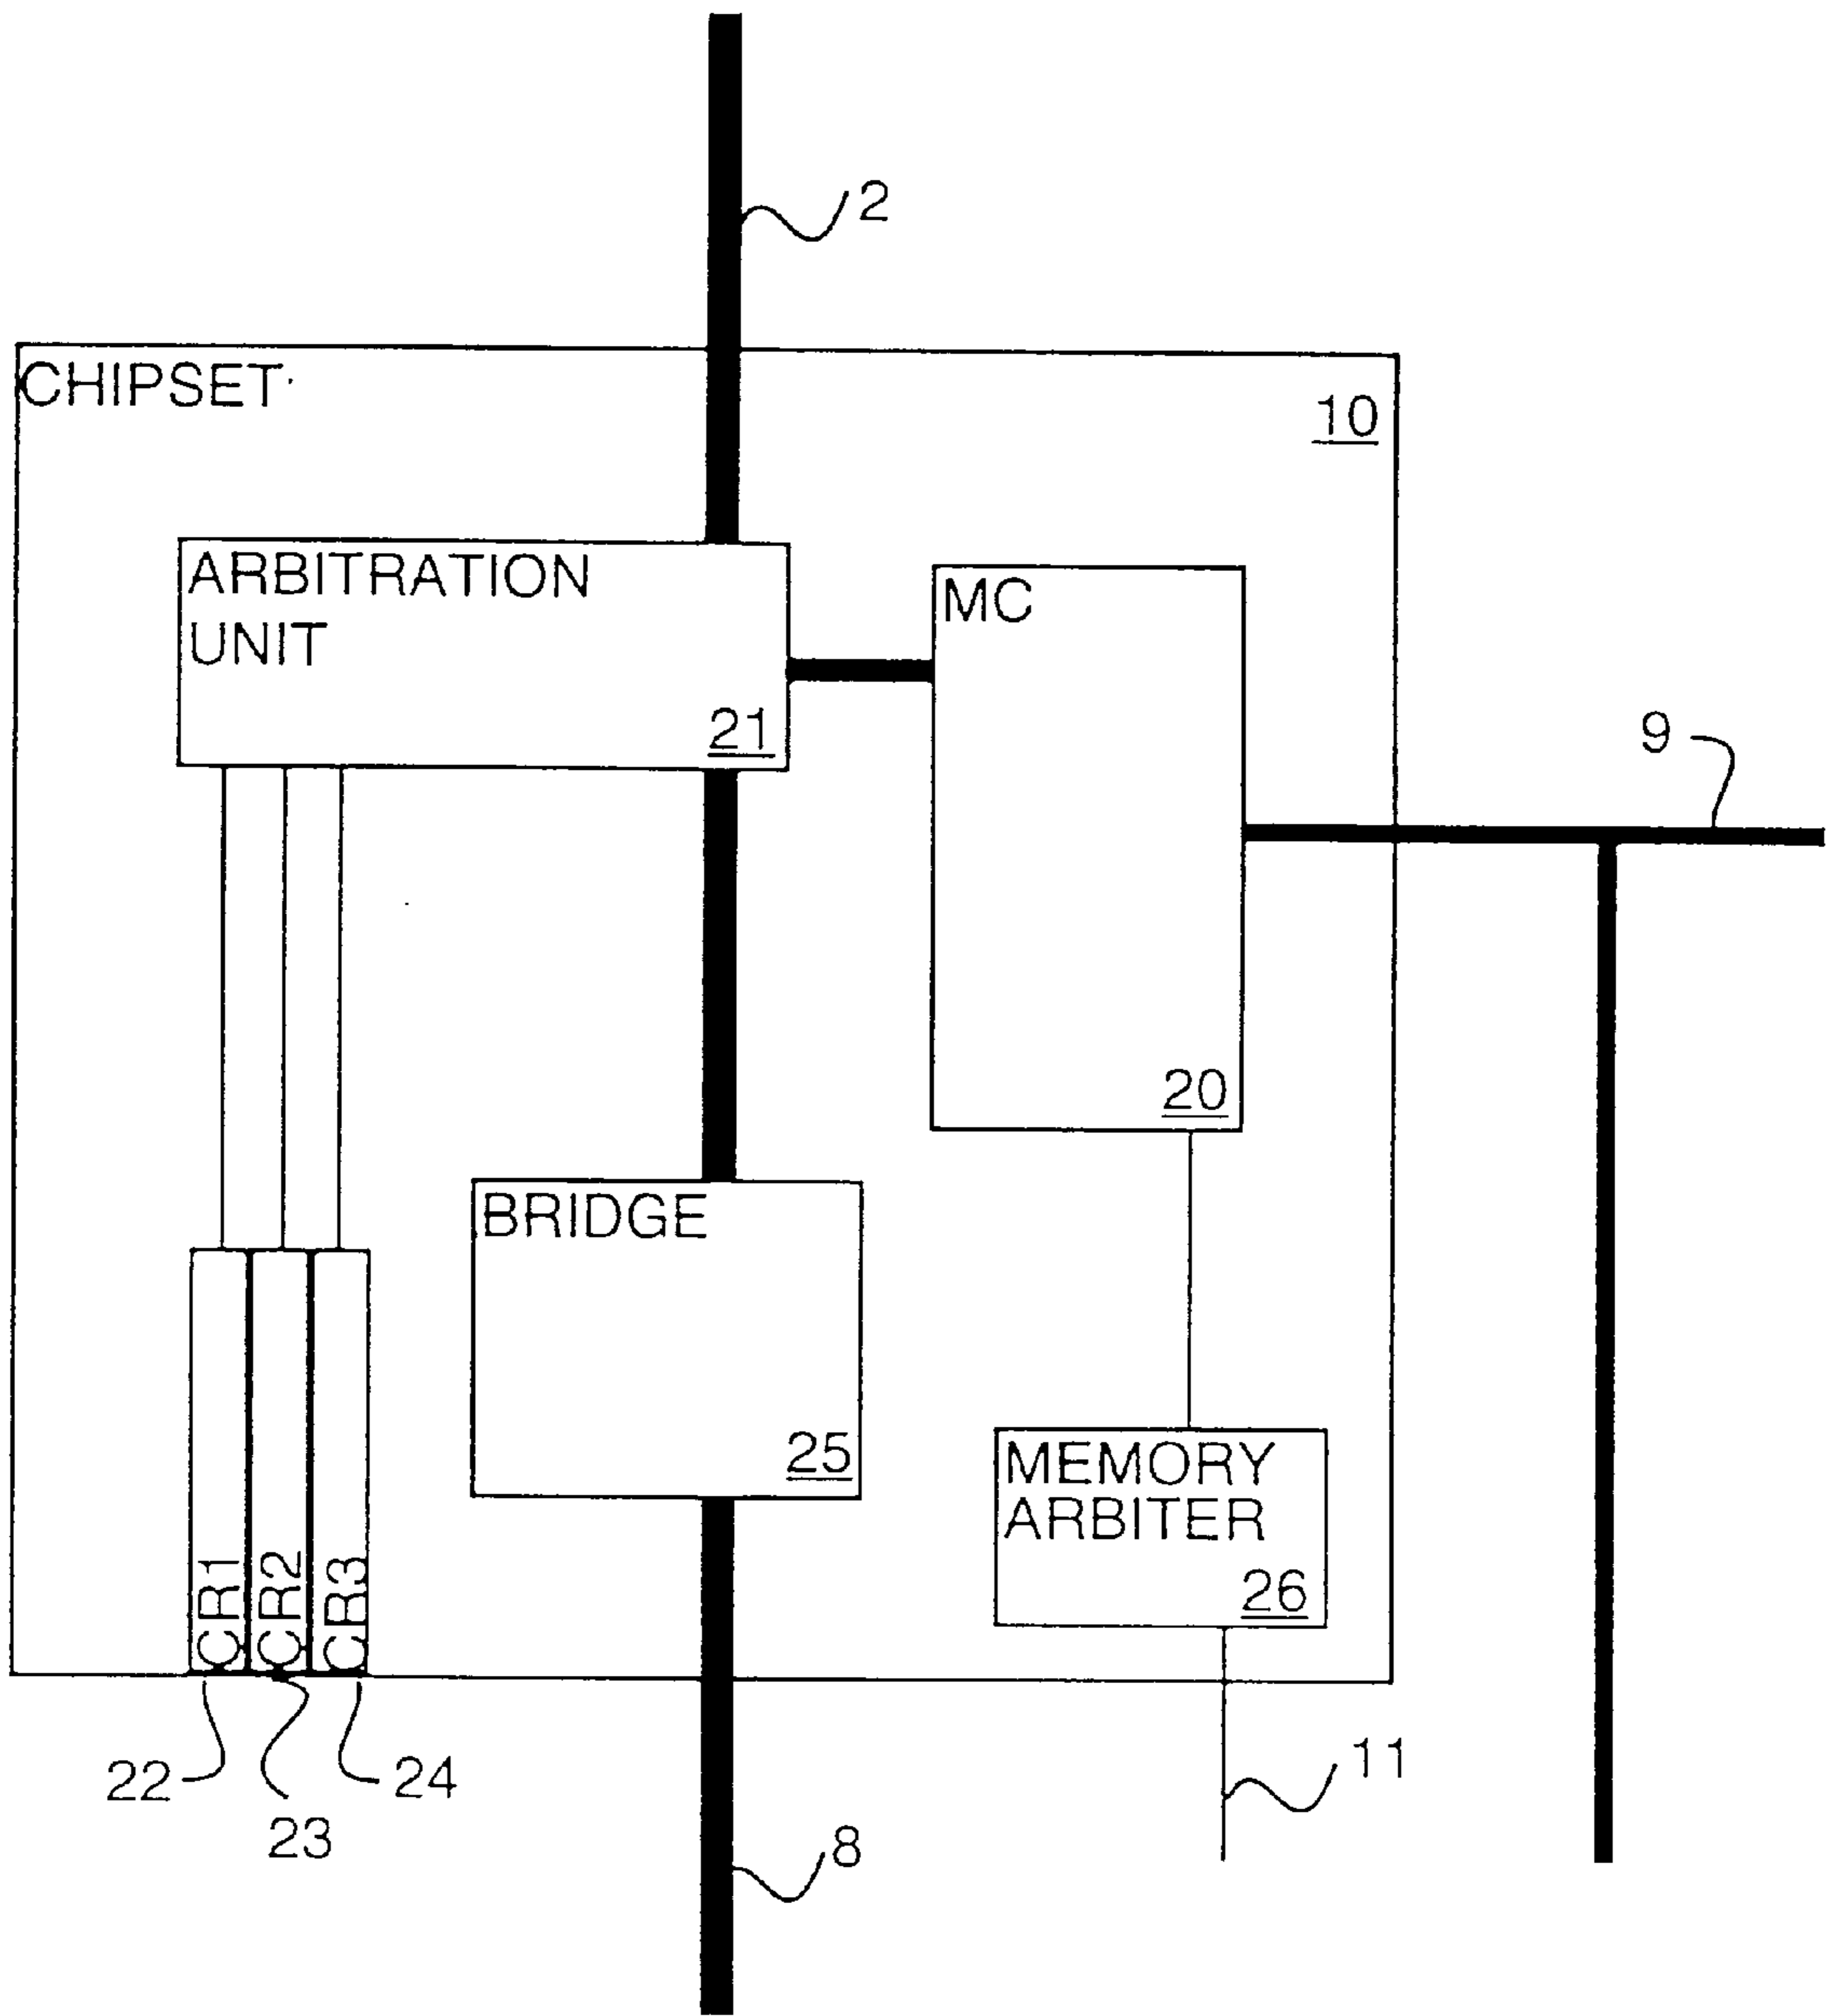 2
CHIPSET
10
ARBITRATION
UNIT
21
MC
9
20
BRIDGE
25
MEMORY
ARBITER
26
CR1
CR2
CR3
22
23
24
11
8